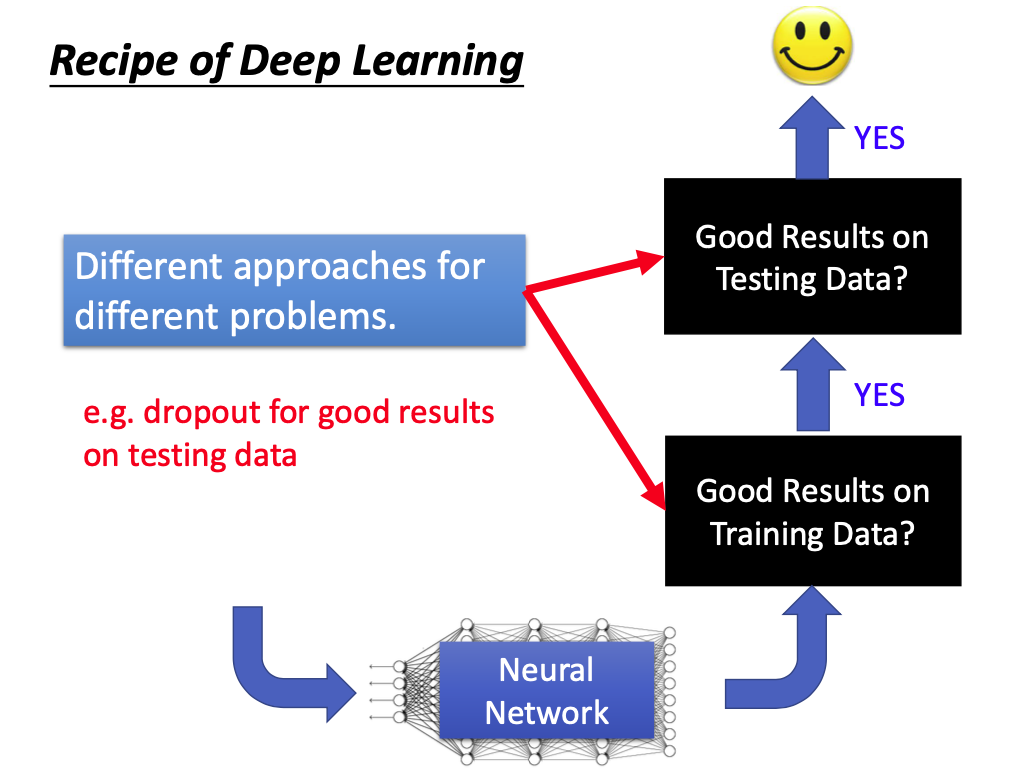 Recipe of Deep Learning
YES
Good Results on
Testing Data?
Different approaches for
different problems.
YES
e.g. dropout for good results
on testing data
Good Results on
Training Data?
Neural
Network